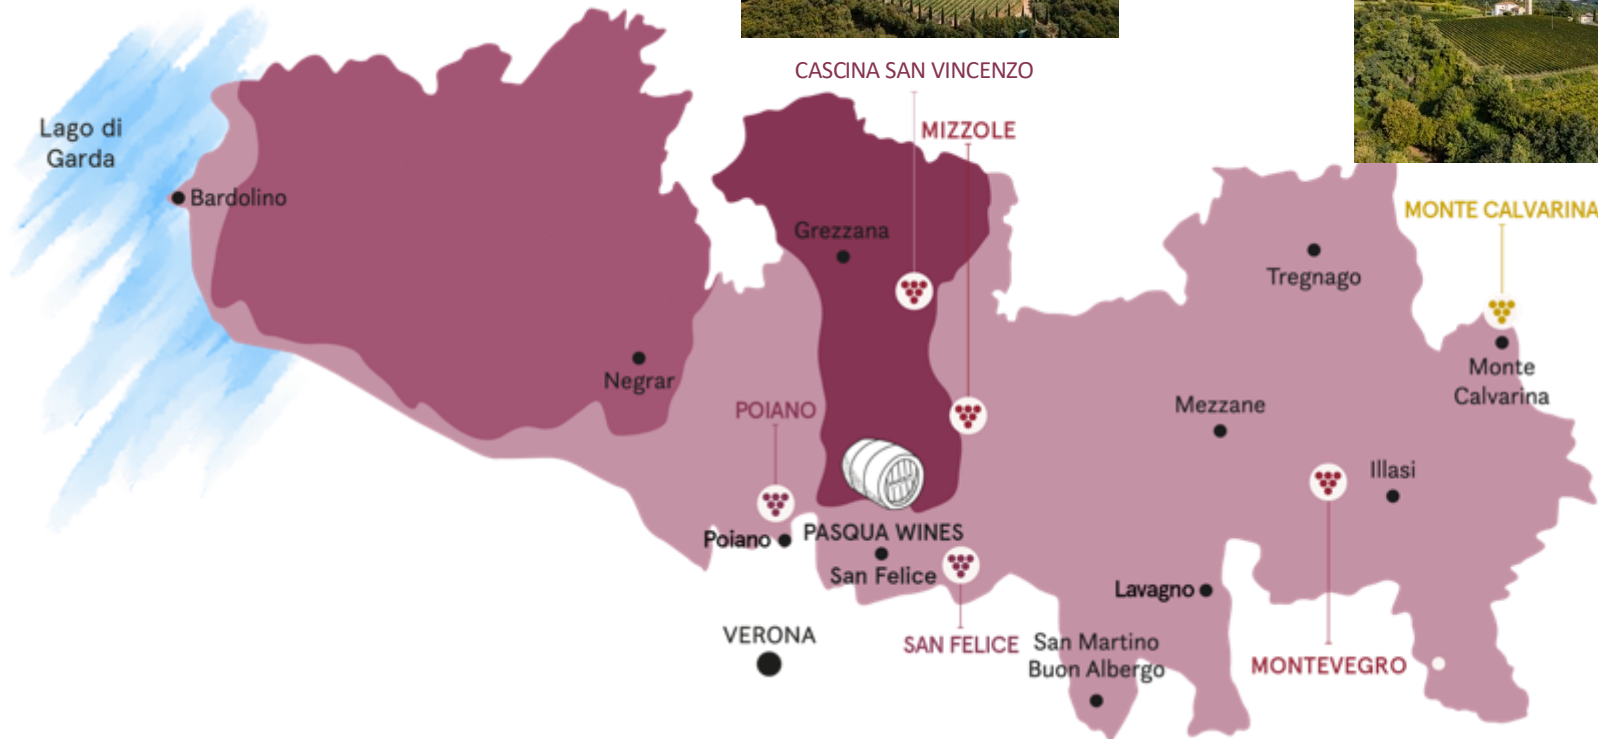 CASCINA SAN VINCENZO
MIZZOLE
Lago di
Garda
Bardolino
MONTE CALVARINA
Grezzana
Tregnago
Negrar
Monte
Calvarina
POIANO
Mezzane
Illasi
Poiano
PASQUA WINES
San Felice
Lavagno
VERONA
SAN FELICE
San Martino
Buon Albergo
MONTEVEGRO